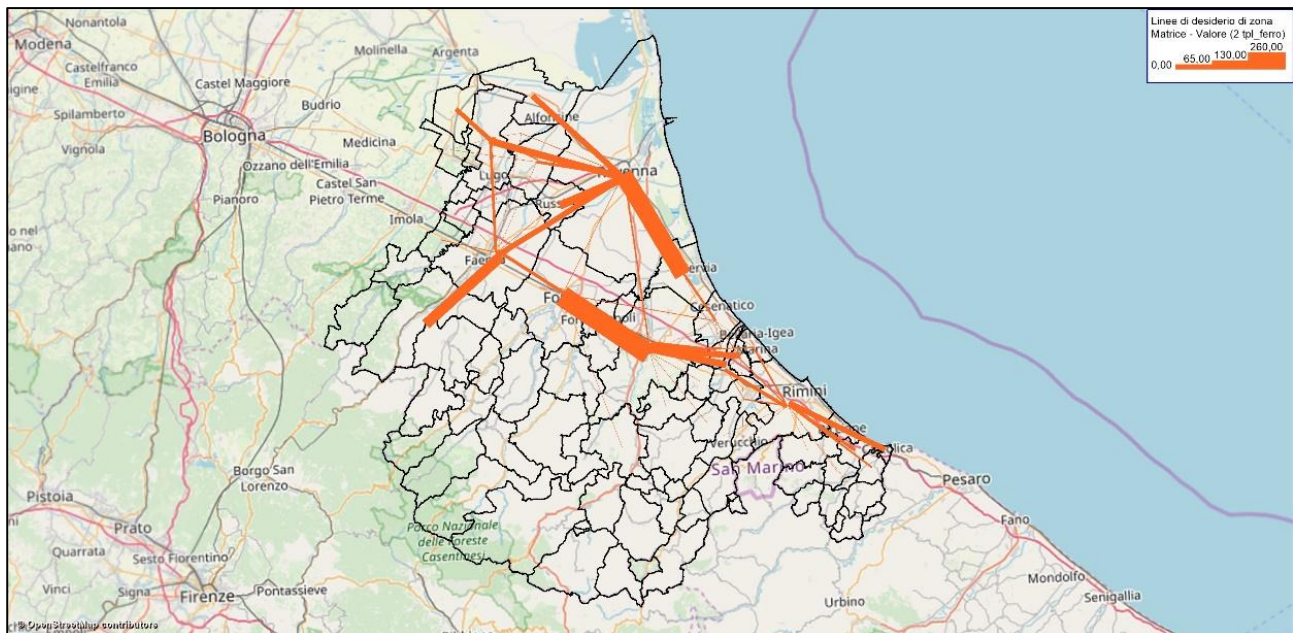 Linee di desiderio di zona
Matrice - Valore (2 tpl_ferro)
260,00
0,00 65,00 130,00
Nonantola
Modena
Molinella
Argenta
Castelfranco
Emilia
Castel Maggiore
Spilamberto
Budrio
Alfonsine
Bologna
Medicina
Vignola
Ozzano dell'Emilia
Lugo
Castel San
Pietro Terme
Pianoro
Imola
Cesenatico
Rimini
Verucchio
San Marino
Borgo San
Lorenzo
Pesaro
Pistoia
Fano
Prato
Parco Nazionale
delle Foreste
Casentinesi
Quarrata
Sesto Fiorentino
Mondolfo
Vinci
Signa
Pontassieve
Firenze
Urbino
Senigallia
© OpenStreetMap contributors